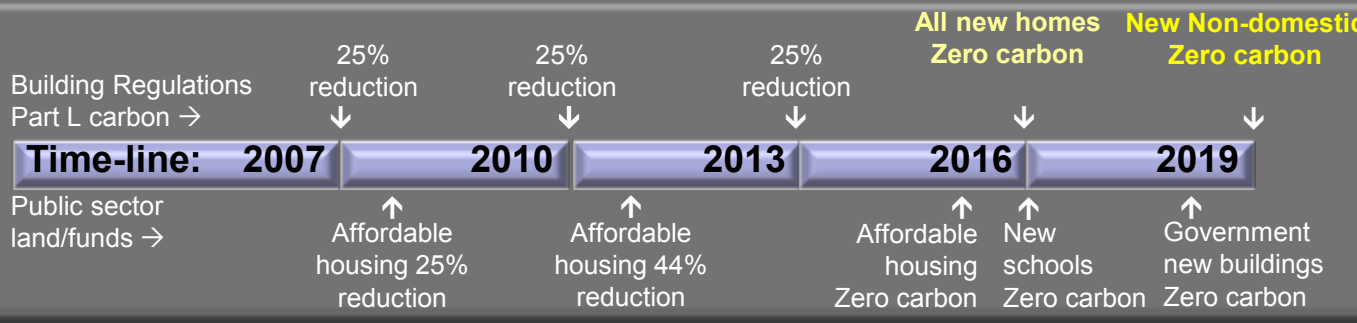 All new homes
Zero carbon
New Non-domestic
Zero carbon
25%
reduction
25%
reduction
25%
reduction
Building Regulations
Part L carbon →
Time-line: 2007 2010 2013 2016 2019
Public sector
land/funds →
Affordable
housing 25%
reduction
Affordable
housing 44%
reduction
Affordable
housing
Zero carbon
New
schools
Zero carbon
Government
new buildings
Zero carbon